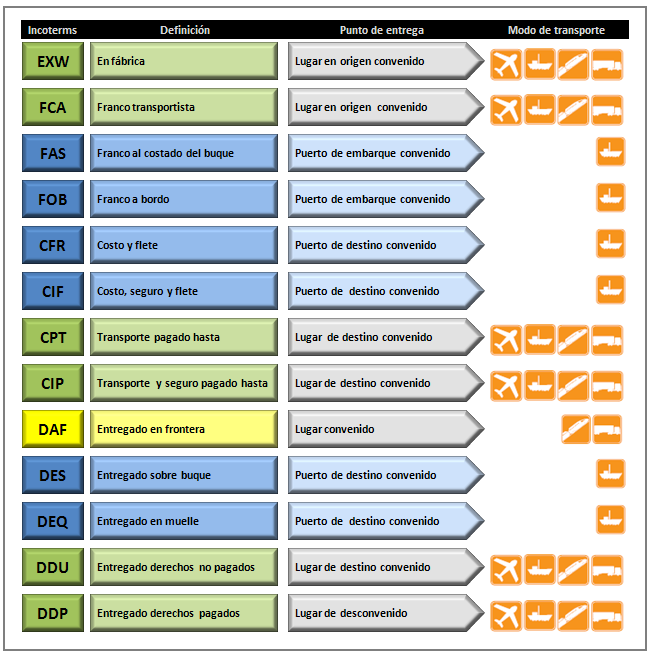 Incoterms Definición Punto de entrega Modo de transporte
EXW En fábrica Lugar en origen convenido
FCA Franco transportista Lugar en origen convenido
FAS Franco al costado del buque Puerto de embarque convenido
FOB Franco a bordo Puerto de embarque convenido
CFR Costo y flete Puerto de destino convenido
CIF Costo, seguro y flete Puerto de destino convenido
CPT Transporte pagado hasta Lugar de destino convenido
CIP Transporte y seguro pagado hasta Lugar de destino convenido
DAF Entregado en frontera Lugar convenido
DES Entregado sobre buque Puerto de destino convenido
DEQ Entregado en muelle Puerto de destino convenido
DDU Entregado derechos no pagados Lugar de destino convenido
DDP Entregado derechos pagados Lugar de desconvenido